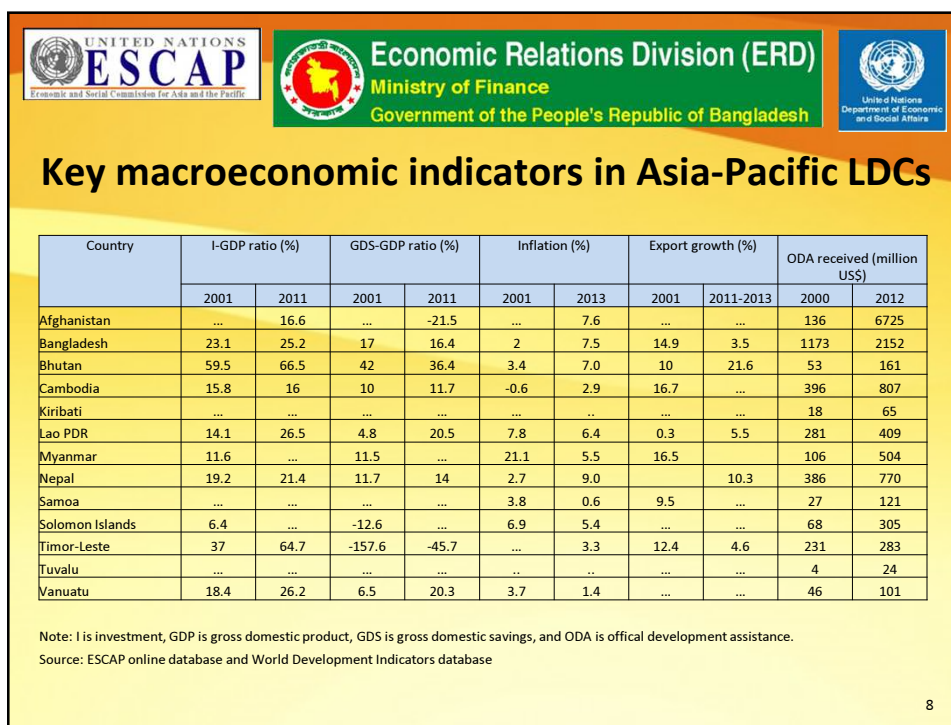 UNITED NATIONS
ESCAP
Economic and Social Commission for Asia and the Pacific
Economic Relations Division (ERD)
Ministry of Finance
Government of the People's Republic of Bangladesh
United Nations
Department of Economic
and Social Affairs
Key macroeconomic indicators in Asia-Pacific LDCs
Country I-GDP ratio (%) GDS-GDP ratio (%) Inflation (%) Export growth (%) ODA received (million US$)
2001 2011 2001 2011 2001 2013 2001 2011-2013 2000 2012
Afghanistan ... 16.6 ... -21.5 ... 7.6 ... ... 136 6725
Bangladesh 23.1 25.2 17 16.4 2 7.5 14.9 3.5 1173 2152
Bhutan 59.5 66.5 42 36.4 3.4 7.0 10 21.6 53 161
Cambodia 15.8 16 10 11.7 -0.6 2.9 16.7 ... 396 807
Kiribati ... ... ... ... ... .. ... ... 18 65
Lao PDR 14.1 26.5 4.8 20.5 7.8 6.4 0.3 5.5 281 409
Myanmar 11.6 ... 11.5 ... 21.1 5.5 16.5 106 504
Nepal 19.2 21.4 11.7 14 2.7 9.0 10.3 386 770
Samoa ... ... ... ... 3.8 0.6 9.5 ... 27 121
Solomon Islands 6.4 ... -12.6 ... 6.9 5.4 ... ... 68 305
Timor-Leste 37 64.7 -157.6 -45.7 ... 3.3 12.4 4.6 231 283
Tuvalu ... ... ... ... .. .. ... ... 4 24
Vanuatu 18.4 26.2 6.5 20.3 3.7 1.4 ... ... 46 101
Note: I is investment, GDP is gross domestic product, GDS is gross domestic savings, and ODA is offical development assistance.
Source: ESCAP online database and World Development Indicators database
8